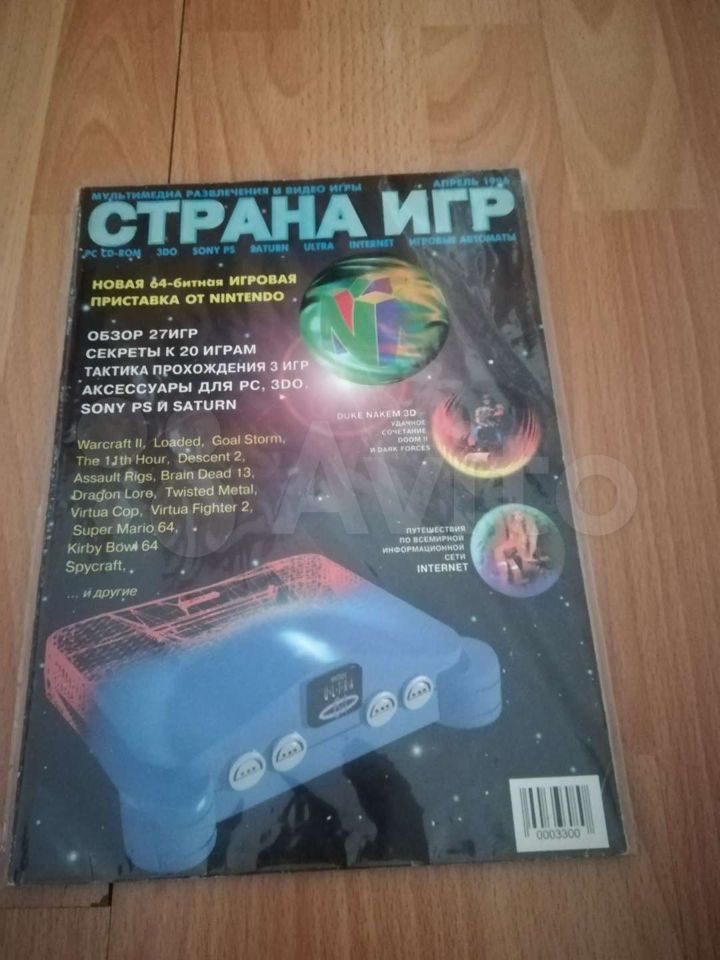 МУЛЬТИМЕДИА РАЗВЛЕЧЕНИЯ И ВИДЕО ИГРЫ
АПРЕЛЬ 1996
СТРАНА ИГР
PC CD-ROM 3DO SONY PS SATURN ULTRA INTERNET ИГРОВЫЕ АВТОМАТЫ
НОВАЯ 64-битная ИГРОВАЯ
ПРИСТАВКА ОТ NINTENDO
ОБЗОР 27ИГР
СЕКРЕТЫ К 20 ИГРАМ
ТАКТИКА ПРОХОЖДЕНИЯ 3 ИГР
АКСЕССУАРЫ ДЛЯ PC, 3DO,
SONY PS И SATURN
DUKE NAKEM 3D –
УДАЧНОЕ
СОЧЕТАНИЕ
DOOM II
И DARK FORCES
Warcraft II, Loaded, Goal Storm,
The 11th Hour, Descent 2,
Assault Rigs, Brain Dead 13,
Dragon Lore, Twisted Metal,
Virtua Cop, Virtua Fighter 2,
Super Mario 64,
Kirby Bowl 64
Spycraft,
... и другие
ПУТЕШЕСТВИЯ
ПО ВСЕМИРНОЙ
ИНФОРМАЦИОННОЙ
СЕТИ
INTERNET
ULTRA
0003300
Avito